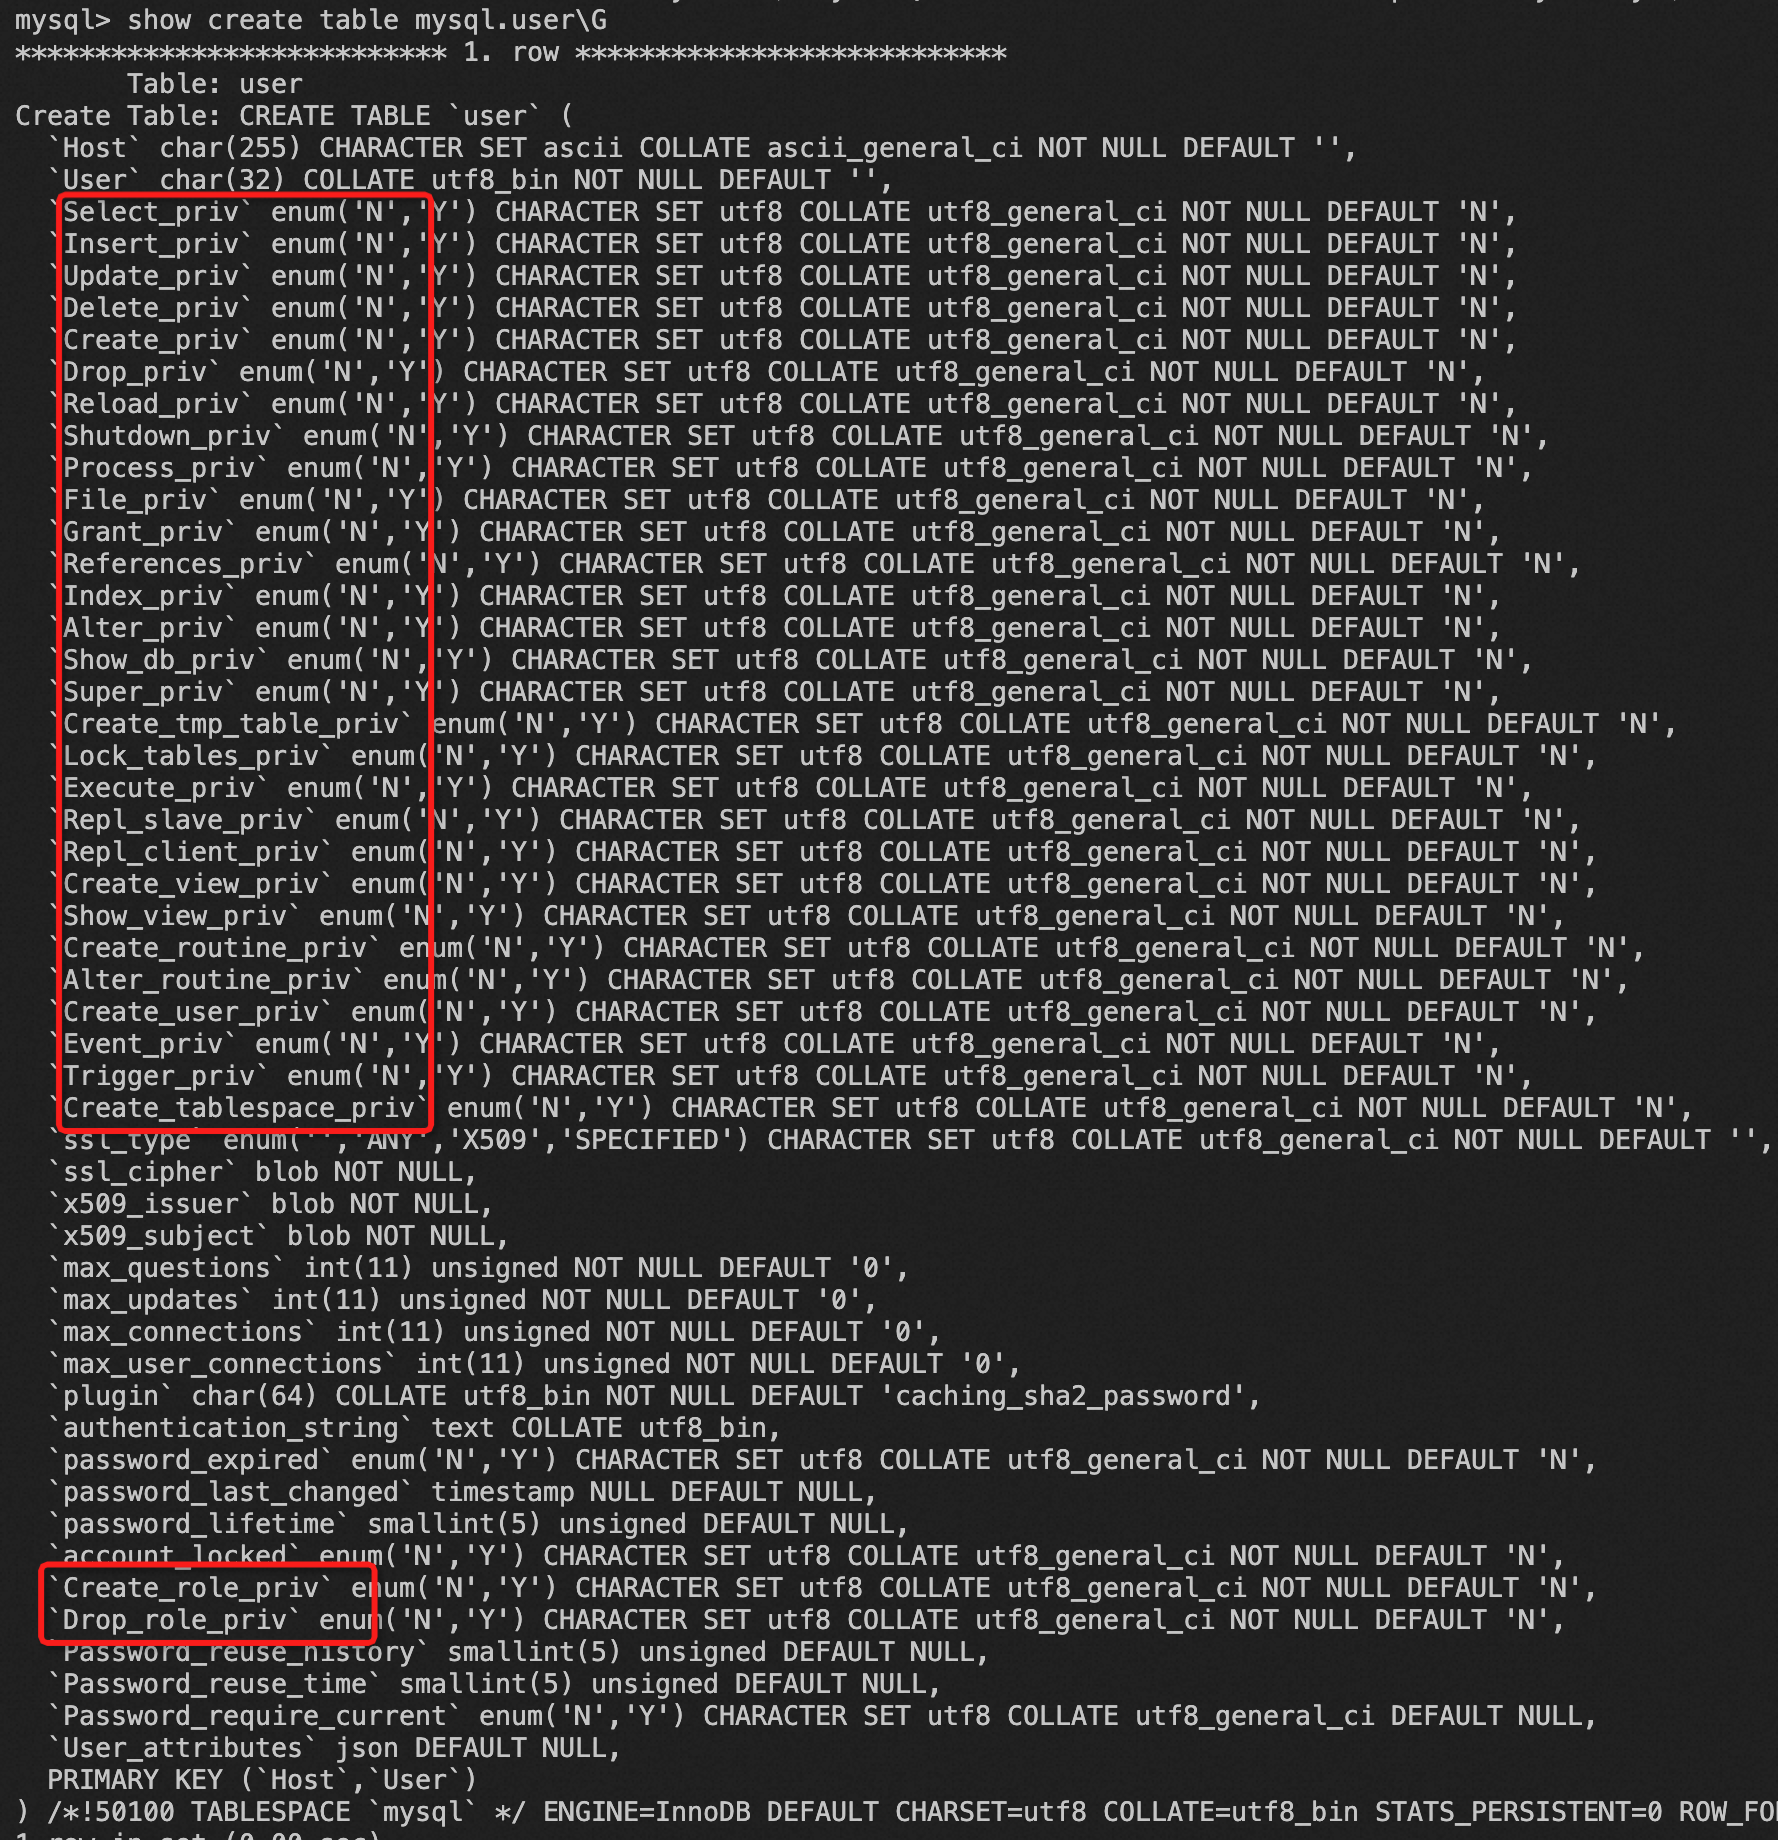 mysql> show create table mysql.user\G
*************************** 1. row ***************************
       Table: user
Create Table: CREATE TABLE `user` (
  `Host` char(255) CHARACTER SET ascii COLLATE ascii_general_ci NOT NULL DEFAULT '',
  `User` char(32) COLLATE utf8_bin NOT NULL DEFAULT '',
  `Select_priv` enum('N','Y') CHARACTER SET utf8 COLLATE utf8_general_ci NOT NULL DEFAULT 'N',
  `Insert_priv` enum('N','Y') CHARACTER SET utf8 COLLATE utf8_general_ci NOT NULL DEFAULT 'N',
  `Update_priv` enum('N','Y') CHARACTER SET utf8 COLLATE utf8_general_ci NOT NULL DEFAULT 'N',
  `Delete_priv` enum('N','Y') CHARACTER SET utf8 COLLATE utf8_general_ci NOT NULL DEFAULT 'N',
  `Create_priv` enum('N','Y') CHARACTER SET utf8 COLLATE utf8_general_ci NOT NULL DEFAULT 'N',
  `Drop_priv` enum('N','Y') CHARACTER SET utf8 COLLATE utf8_general_ci NOT NULL DEFAULT 'N',
  `Reload_priv` enum('N','Y') CHARACTER SET utf8 COLLATE utf8_general_ci NOT NULL DEFAULT 'N',
  `Shutdown_priv` enum('N','Y') CHARACTER SET utf8 COLLATE utf8_general_ci NOT NULL DEFAULT 'N',
  `Process_priv` enum('N','Y') CHARACTER SET utf8 COLLATE utf8_general_ci NOT NULL DEFAULT 'N',
  `File_priv` enum('N','Y') CHARACTER SET utf8 COLLATE utf8_general_ci NOT NULL DEFAULT 'N',
  `Grant_priv` enum('N','Y') CHARACTER SET utf8 COLLATE utf8_general_ci NOT NULL DEFAULT 'N',
  `References_priv` enum('N','Y') CHARACTER SET utf8 COLLATE utf8_general_ci NOT NULL DEFAULT 'N',
  `Index_priv` enum('N','Y') CHARACTER SET utf8 COLLATE utf8_general_ci NOT NULL DEFAULT 'N',
  `Alter_priv` enum('N','Y') CHARACTER SET utf8 COLLATE utf8_general_ci NOT NULL DEFAULT 'N',
  `Show_db_priv` enum('N','Y') CHARACTER SET utf8 COLLATE utf8_general_ci NOT NULL DEFAULT 'N',
  `Super_priv` enum('N','Y') CHARACTER SET utf8 COLLATE utf8_general_ci NOT NULL DEFAULT 'N',
  `Create_tmp_table_priv` enum('N','Y') CHARACTER SET utf8 COLLATE utf8_general_ci NOT NULL DEFAULT 'N',
  `Lock_tables_priv` enum('N','Y') CHARACTER SET utf8 COLLATE utf8_general_ci NOT NULL DEFAULT 'N',
  `Execute_priv` enum('N','Y') CHARACTER SET utf8 COLLATE utf8_general_ci NOT NULL DEFAULT 'N',
  `Repl_slave_priv` enum('N','Y') CHARACTER SET utf8 COLLATE utf8_general_ci NOT NULL DEFAULT 'N',
  `Repl_client_priv` enum('N','Y') CHARACTER SET utf8 COLLATE utf8_general_ci NOT NULL DEFAULT 'N',
  `Create_view_priv` enum('N','Y') CHARACTER SET utf8 COLLATE utf8_general_ci NOT NULL DEFAULT 'N',
  `Show_view_priv` enum('N','Y') CHARACTER SET utf8 COLLATE utf8_general_ci NOT NULL DEFAULT 'N',
  `Create_routine_priv` enum('N','Y') CHARACTER SET utf8 COLLATE utf8_general_ci NOT NULL DEFAULT 'N',
  `Alter_routine_priv` enum('N','Y') CHARACTER SET utf8 COLLATE utf8_general_ci NOT NULL DEFAULT 'N',
  `Create_user_priv` enum('N','Y') CHARACTER SET utf8 COLLATE utf8_general_ci NOT NULL DEFAULT 'N',
  `Event_priv` enum('N','Y') CHARACTER SET utf8 COLLATE utf8_general_ci NOT NULL DEFAULT 'N',
  `Trigger_priv` enum('N','Y') CHARACTER SET utf8 COLLATE utf8_general_ci NOT NULL DEFAULT 'N',
  `Create_tablespace_priv` enum('N','Y') CHARACTER SET utf8 COLLATE utf8_general_ci NOT NULL DEFAULT 'N',
  `ssl_type` enum('','ANY','X509','SPECIFIED') CHARACTER SET utf8 COLLATE utf8_general_ci NOT NULL DEFAULT '',
  `ssl_cipher` blob NOT NULL,
  `x509_issuer` blob NOT NULL,
  `x509_subject` blob NOT NULL,
  `max_questions` int(11) unsigned NOT NULL DEFAULT '0',
  `max_updates` int(11) unsigned NOT NULL DEFAULT '0',
  `max_connections` int(11) unsigned NOT NULL DEFAULT '0',
  `max_user_connections` int(11) unsigned NOT NULL DEFAULT '0',
  `plugin` char(64) COLLATE utf8_bin NOT NULL DEFAULT 'caching_sha2_password',
  `authentication_string` text COLLATE utf8_bin,
  `password_expired` enum('N','Y') CHARACTER SET utf8 COLLATE utf8_general_ci NOT NULL DEFAULT 'N',
  `password_last_changed` timestamp NULL DEFAULT NULL,
  `password_lifetime` smallint(5) unsigned DEFAULT NULL,
  `account_locked` enum('N','Y') CHARACTER SET utf8 COLLATE utf8_general_ci NOT NULL DEFAULT 'N',
  `Create_role_priv` enum('N','Y') CHARACTER SET utf8 COLLATE utf8_general_ci NOT NULL DEFAULT 'N',
  `Drop_role_priv` enum('N','Y') CHARACTER SET utf8 COLLATE utf8_general_ci NOT NULL DEFAULT 'N',
  `Password_reuse_history` smallint(5) unsigned DEFAULT NULL,
  `Password_reuse_time` smallint(5) unsigned DEFAULT NULL,
  `Password_require_current` enum('N','Y') CHARACTER SET utf8 COLLATE utf8_general_ci DEFAULT NULL,
  `User_attributes` json DEFAULT NULL,
  PRIMARY KEY (`Host`,`User`)
) /*!50100 TABLESPACE `mysql` */ ENGINE=InnoDB DEFAULT CHARSET=utf8 COLLATE=utf8_bin STATS_PERSISTENT=0 ROW_FO
1 row in set (0.00 sec)